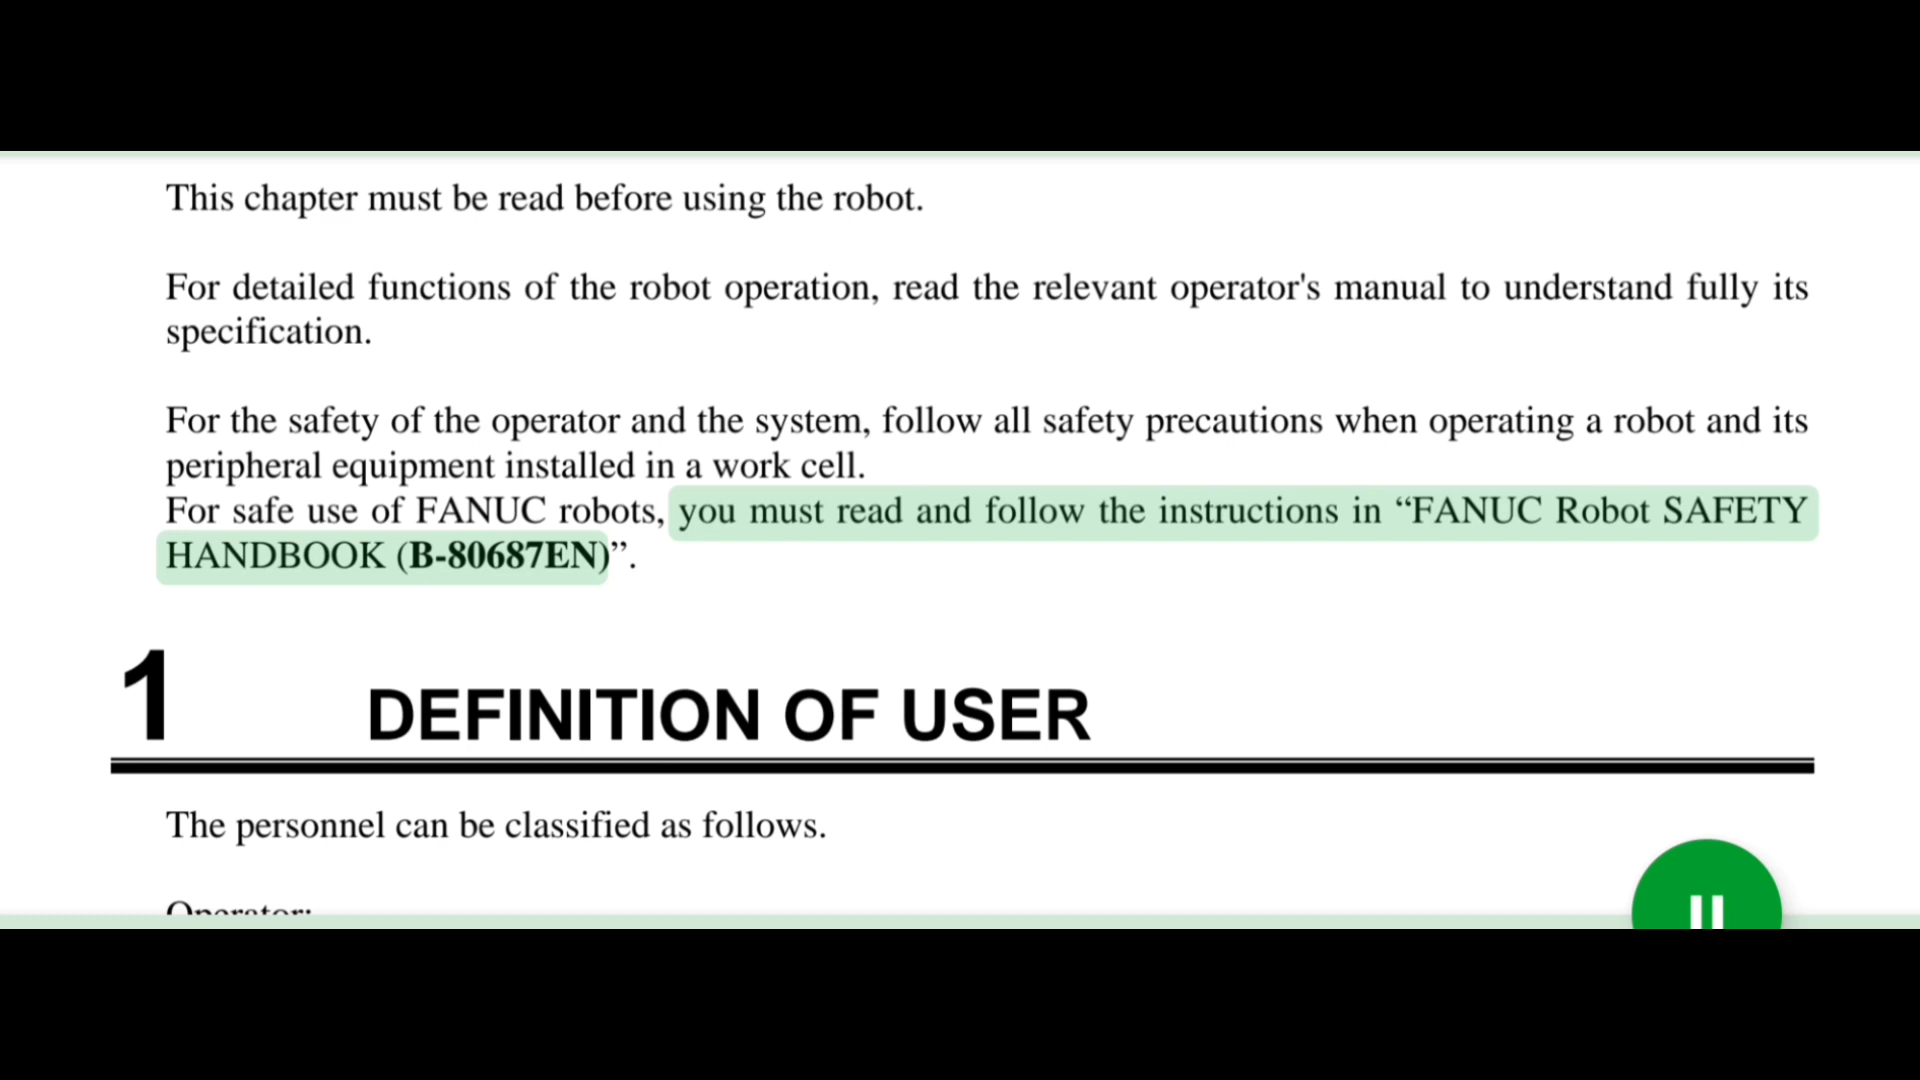 This chapter must be read before using the robot.
For detailed functions of the robot operation, read the relevant operator's manual to understand fully its
specification.
For the safety of the operator and the system, follow all safety precautions when operating a robot and its
peripheral equipment installed in a work cell.
For safe use of FANUC robots, you must read and follow the instructions in “FANUC Robot SAFETY
HANDBOOK (B-80687EN)”.
1 DEFINITION OF USER
The personnel can be classified as follows.
Operator: